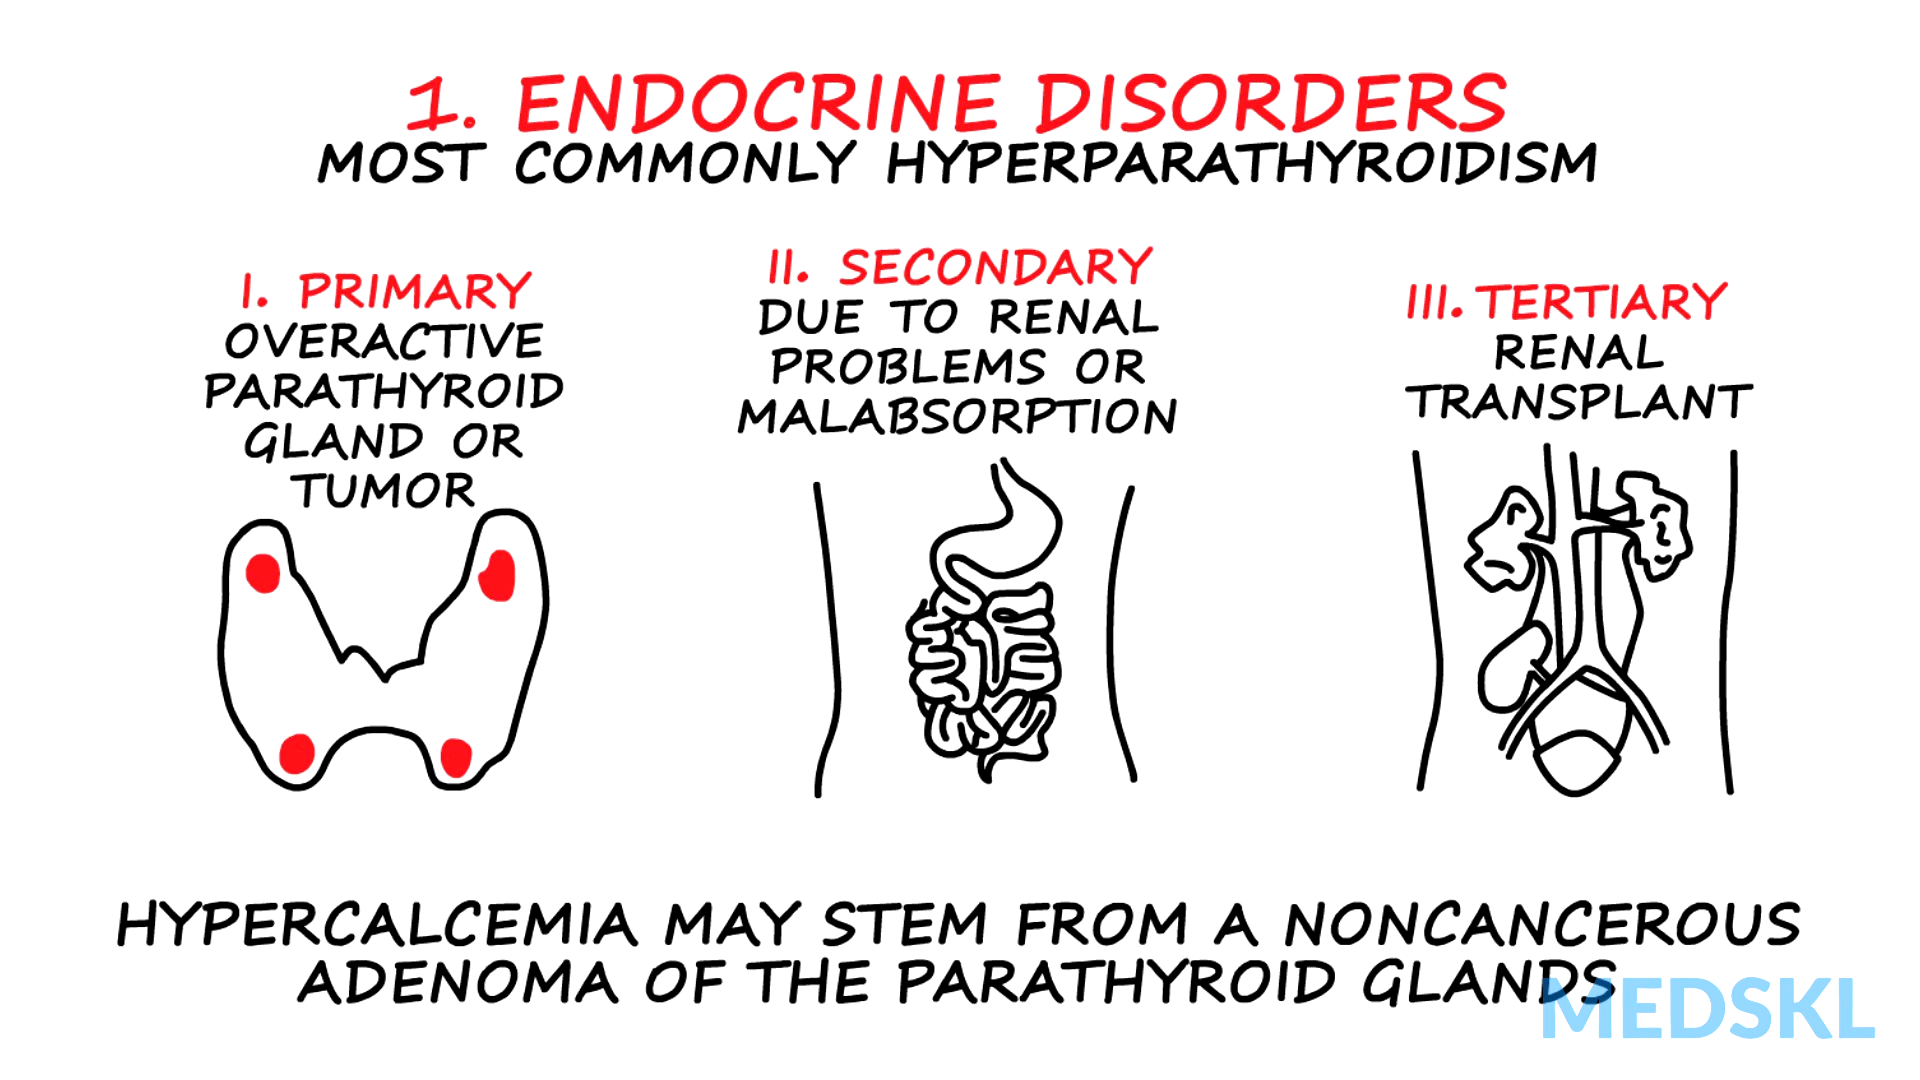 1. ENDOCRINE DISORDERS
MOST COMMONLY HYPERPARATHYROIDISM
I. PRIMARY
OVERACTIVE
PARATHYROID
GLAND OR
TUMOR
II. SECONDARY
DUE TO RENAL
PROBLEMS OR
MALABSORPTION
III. TERTIARY
RENAL
TRANSPLANT
HYPERCALCEMIA MAY STEM FROM A NONCANCEROUS
ADENOMA OF THE PARATHYROID GLANDS
MEDSKL